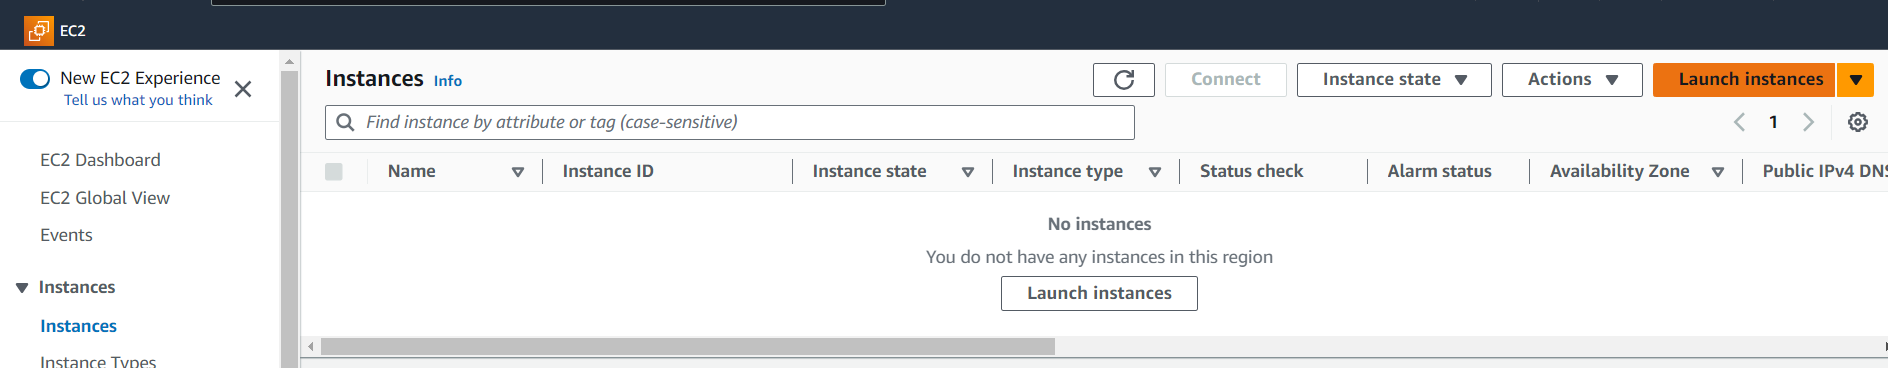 EC2
New EC2 Experience
Tell us what you think
EC2 Dashboard
EC2 Global View
Events
Instances
Instances
Instance Types
Instances Info
Connect
Instance state
Actions
Launch instances
Find instance by attribute or tag (case-sensitive)
1
Name Instance ID Instance state Instance type Status check Alarm status Availability Zone Public IPv4 DNS
No instances
You do not have any instances in this region
Launch instances